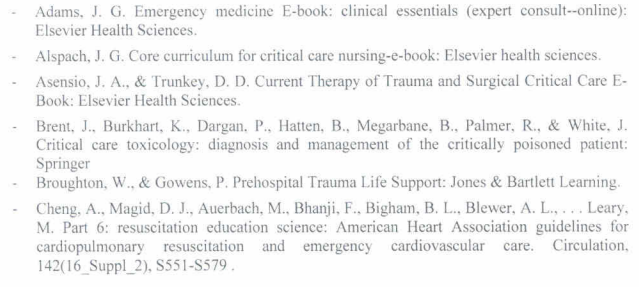 - Adams, J. G. Emergency medicine E-book: clinical essentials (expert consult--online):
Elsevier Health Sciences.
- Alspach, J. G. Core curriculum for critical care nursing-e-book: Elsevier health sciences.
- Asensio, J. A., & Trunkey, D. D. Current Therapy of Trauma and Surgical Critical Care E-
Book: Elsevier Health Sciences.
- Brent, J., Burkhart, K., Dargan, P., Hatten, B., Megarbane, B., Palmer, R., & White, J.
Critical care toxicology: diagnosis and management of the critically poisoned patient:
Springer
- Broughton, W., & Gowens, P. Prehospital Trauma Life Support: Jones & Bartlett Learning.
- Cheng, A., Magid, D. J., Auerbach, M., Bhanji, F., Bigham, B. L., Blewer, A. L., . . . Leary,
M. Part 6: resuscitation education science: American Heart Association guidelines for
cardiopulmonary resuscitation and emergency cardiovascular care. Circulation,
142(16_Suppl_2), S551-S579 .